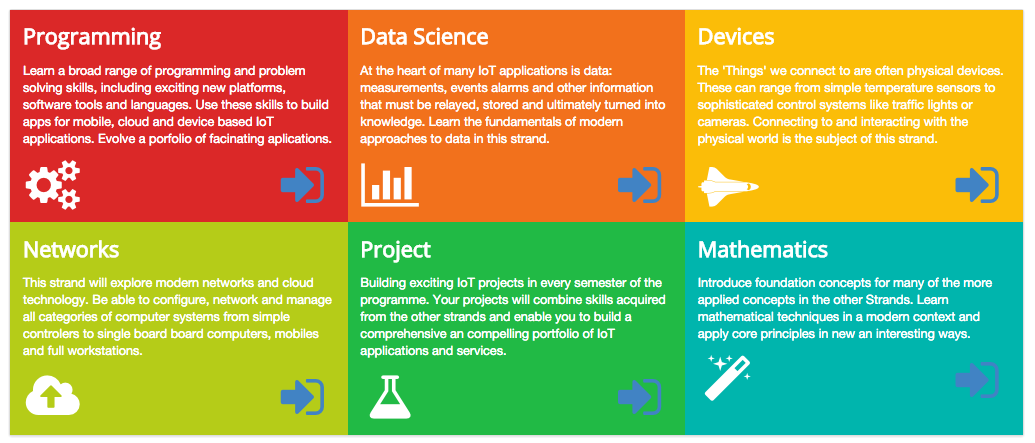 Programming
Learn a broad range of programming and problem
solving skills, including exciting new platforms,
software tools and languages. Use these skills to build
apps for mobile, cloud and device based IoT
applications. Evolve a porfolio of facinating aplications.
Data Science
At the heart of many IoT applications is data:
measurements, events alarms and other information
that must be relayed, stored and ultimately turned into
knowledge. Learn the fundamentals of modern
approaches to data in this strand.
Devices
The 'Things' we connect to are often physical devices.
These can range from simple temperature sensors to
sophisticated control systems like traffic lights or
cameras. Connecting to and interacting with the
physical world is the subject of this strand.
Networks
This strand will explore modern networks and cloud
technology. Be able to configure, network and manage
all categories of computer systems from simple
controlers to single board board computers, mobiles
and full workstations.
Project
Building exciting IoT projects in every semester of the
programme. Your projects will combine skills acquired
from the other strands and enable you to build a
comprehensive an compelling portfolio of IoT
applications and services.
Mathematics
Introduce foundation concepts for many of the more
applied concepts in the other Strands. Learn
mathematical techniques in a modern context and
apply core principles in new an interesting ways.